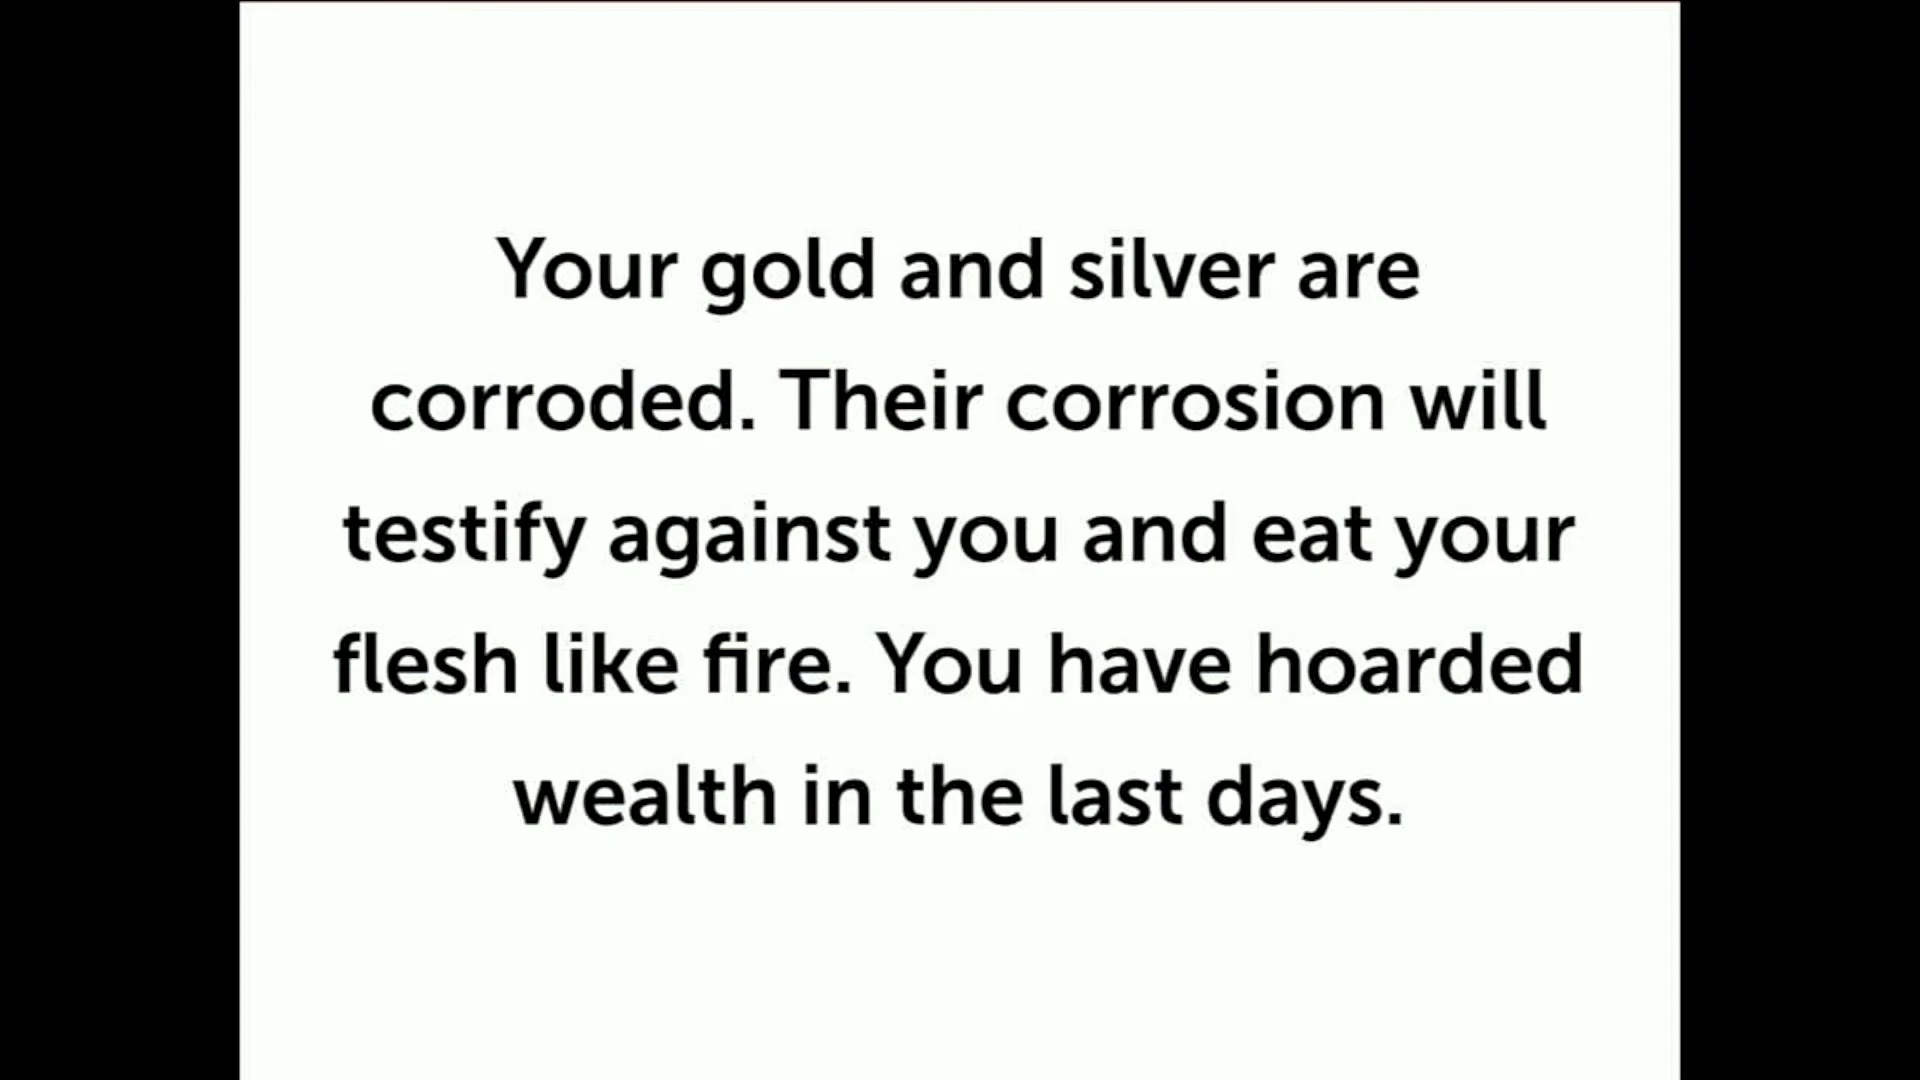 Your gold and silver are
corroded. Their corrosion will
testify against you and eat your
flesh like fire. You have hoarded
wealth in the last days.